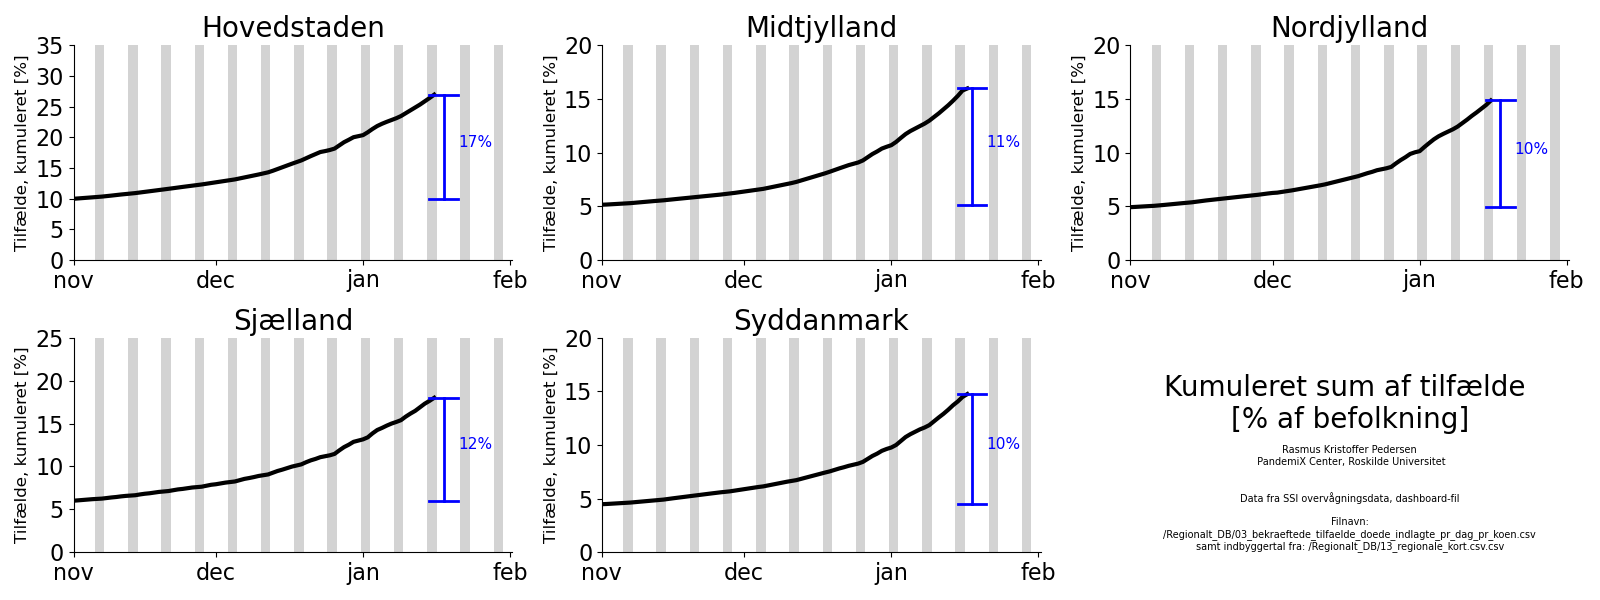 Hovedstaden
Tilfælde, kumuleret [%]
35
30
25
20
15
10
5
0
nov dec jan feb
17%
Midtjylland
Tilfælde, kumuleret [%]
20
15
10
5
0
nov dec jan feb
11%
Nordjylland
Tilfælde, kumuleret [%]
20
15
10
5
0
nov dec jan feb
10%
Sjælland
Tilfælde, kumuleret [%]
25
20
15
10
5
0
nov dec jan feb
12%
Syddanmark
Tilfælde, kumuleret [%]
20
15
10
5
0
nov dec jan feb
10%
Kumuleret sum af tilfælde
[% af befolkning]
Rasmus Kristoffer Pedersen
PandemiX Center, Roskilde Universitet
Data fra SSI overvågningsdata, dashboard-fil
Filnavn:
/Regionalt_DB/03_bekraeftede_tilfaelde_doede_indlagte_pr_dag_pr_koen.csv
samt indbyggertal fra: /Regionalt_DB/13_regionale_kort.csv.csv